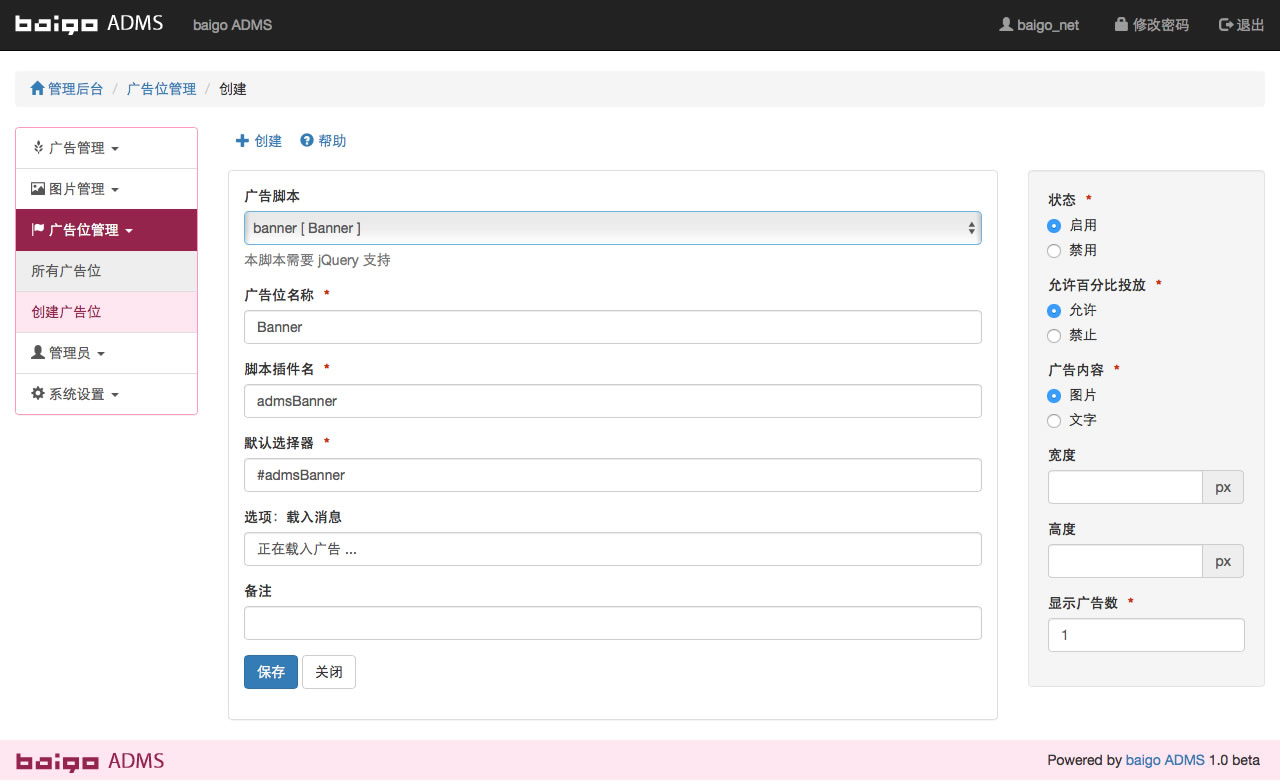 baigo ADMS baigo ADMS baigo_net 修改密码 退出
管理后台 / 广告位管理 / 创建
广告管理
图片管理
广告位管理
所有广告位
创建广告位
管理员
系统设置
创建 帮助
广告脚本
banner [ Banner ]
本脚本需要 jQuery 支持
广告位名称 *
Banner
脚本插件名 *
admsBanner
默认选择器 *
#admsBanner
选项：载入消息
正在载入广告 ...
备注
保存 关闭
状态 *
启用
禁用
允许百分比投放 *
允许
禁止
广告内容 *
图片
文字
宽度
px
高度
px
显示广告数 *
1
baigo ADMS Powered by baigo ADMS 1.0 beta